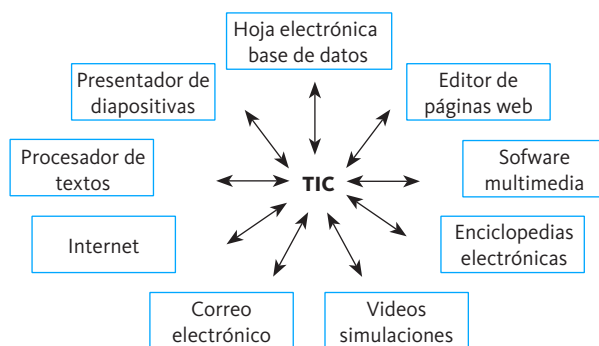 Hoja electrónica
base de datos
Presentador de
diapositivas
Editor de
páginas web
Procesador de
textos
TIC
Sofware
multimedia
Internet
Enciclopedias
electrónicas
Correo
electrónico
Videos
simulaciones